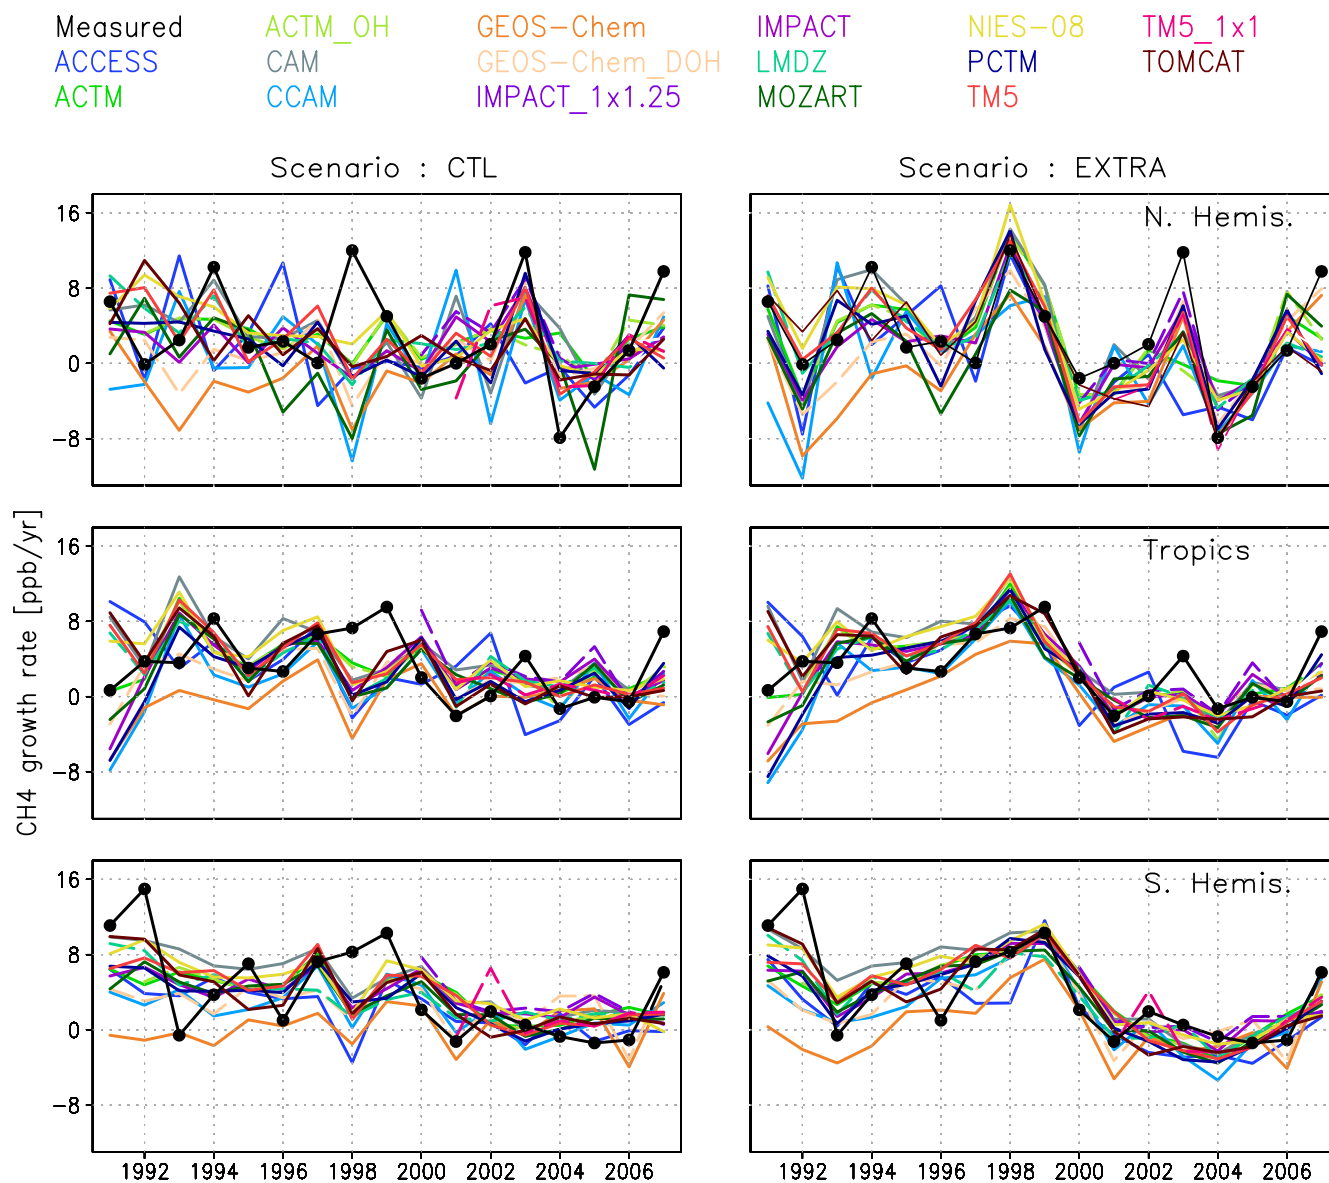 Measured ACTM_OH GEOS-Chem IMPACT NIES-08 TM5_1x1
ACCESS CAM GEOS-Chem_DOH LMDZ PCTM TOMCAT
ACTM CCAM IMPACT_1x1.25 MOZART TM5
Scenario : CTL Scenario : EXTRA
16 N. Hemis.
8
0
-8
CH4 growth rate [ppb/yr]
16 Tropics
8
0
-8
16 S. Hemis.
8
0
-8
1992 1994 1996 1998 2000 2002 2004 2006 1992 1994 1996 1998 2000 2002 2004 2006